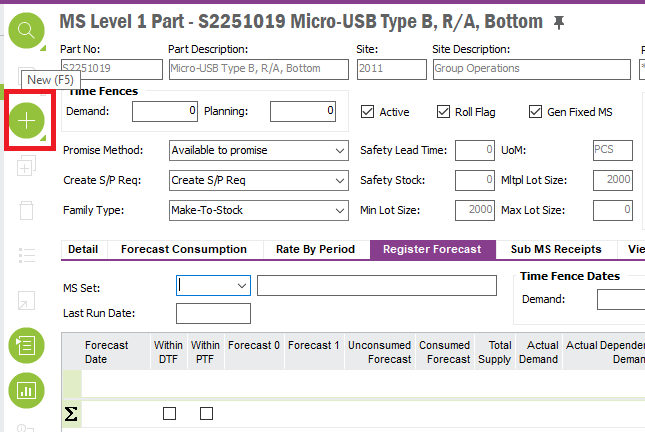 MS Level 1 Part - S2251019 Micro-USB Type B, R/A, Bottom
Part No: Part Description: Site: Site Description:
S2251019 Micro-USB Type B, R/A, Bottom 2011 Group Operations
New (F5)
Time Fences
Demand: 0 Planning: 0 Active Roll Flag Gen Fixed MS
Promise Method: Available to promise Safety Lead Time: 0 UoM: PCS
Create S/P Req: Create S/P Req Safety Stock: 0 Mltpl Lot Size: 2000
Family Type: Make-To-Stock Min Lot Size: 2000 Max Lot Size: 0
Detail Forecast Consumption Rate By Period Register Forecast Sub MS Receipts Vie
MS Set: Time Fence Dates
Last Run Date: Demand:
Forecast Within Within Forecast 0 Forecast 1 Unconsumed Consumed Total Actual Actual Depende
Date DTF PTF Forecast Forecast Supply Demand Deman
Σ